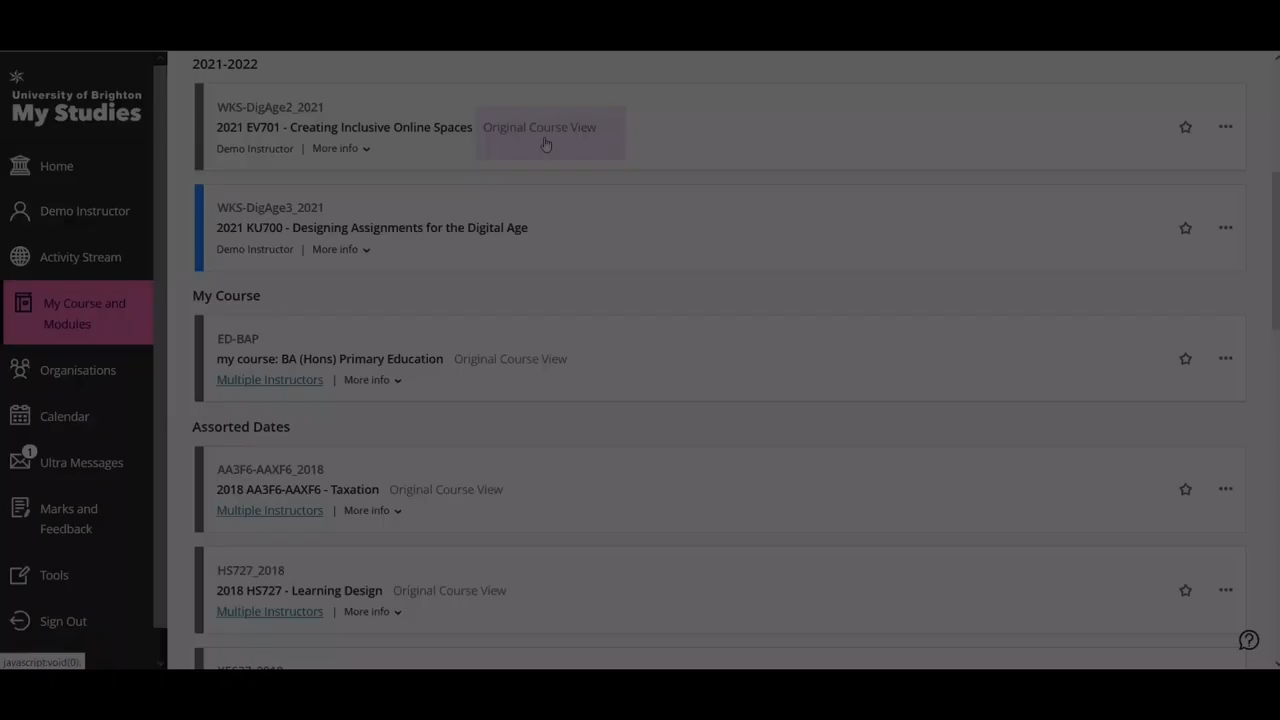 University of Brighton
My Studies
Home
Demo Instructor
Activity Stream
My Course and
Modules
Organisations
Calendar
1
Ultra Messages
Marks and
Feedback
Tools
Sign Out
javascript:void(0);
2021-2022
WKS-DigAge2_2021
2021 EV701 - Creating Inclusive Online Spaces Original Course View
Demo Instructor | More info
WKS-DigAge3_2021
2021 KU700 - Designing Assignments for the Digital Age
Demo Instructor | More info
My Course
ED-BAP
my course: BA (Hons) Primary Education Original Course View
Multiple Instructors | More info
Assorted Dates
AA3F6-AAXF6_2018
2018 AA3F6-AAXF6 - Taxation Original Course View
Multiple Instructors | More info
HS727_2018
2018 HS727 - Learning Design Original Course View
Multiple Instructors | More info